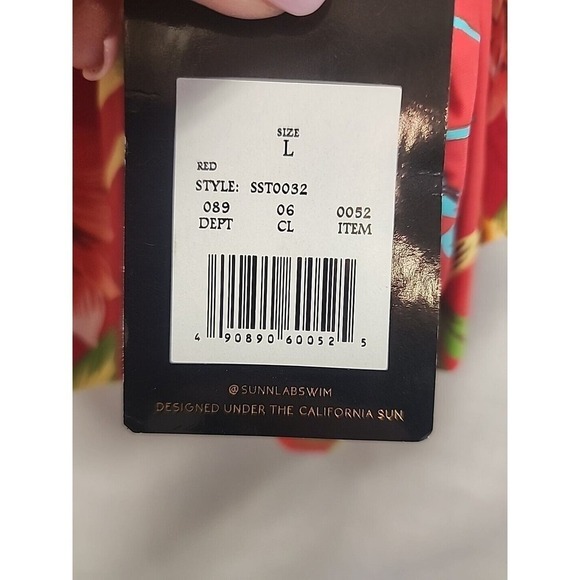 SIZE
L
RED
STYLE: SST0032
089 06 0052
DEPT CL ITEM
4 90890 60052 5
@SUNNLABSWIM
DESIGNED UNDER THE CALIFORNIA SUN